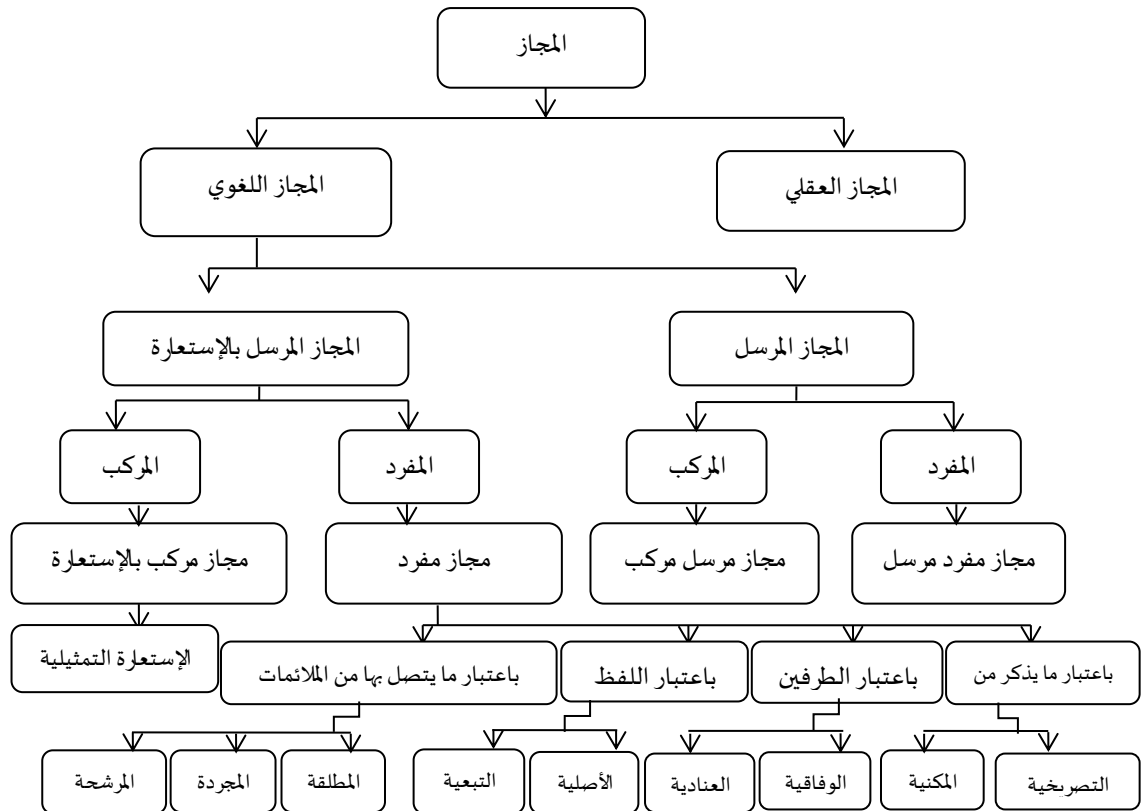 المجاز
المجاز العقلي
المجاز اللغوي
المجاز المرسل
المجاز المرسل بالإستعارة
المفرد
المركب
المفرد
المركب
مجاز مفرد مرسل
مجاز مرسل مركب
مجاز مفرد
مجاز مركب بالإستعارة
باعتبار ما يذكر من
باعتبار الطرفين
باعتبار اللفظ
باعتبار ما يتصل بها من الملائمات
الإستعارة التمثيلية
التصريخية
المكنية
الوفاقية
العنادية
الأصلية
التبعية
المطلقة
المجردة
المرشحة